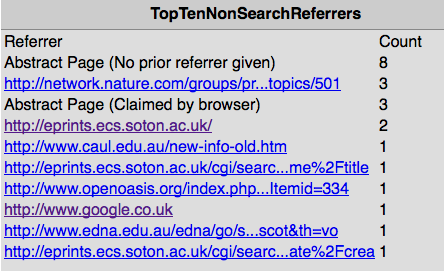 TopTenNonSearchReferrers
Referrer Count
Abstract Page (No prior referrer given) 8
http://network.nature.com/groups/pr...topics/501 3
Abstract Page (Claimed by browser) 3
http://eprints.ecs.soton.ac.uk/ 2
http://www.caul.edu.au/new-info-old.htm 1
http://eprints.ecs.soton.ac.uk/cgi/searc...me%2Ftitle 1
http://www.openoasis.org/index.php...Itemid=334 1
http://www.google.co.uk 1
http://www.edna.edu.au/edna/go/s...scot&th=vo 1
http://eprints.ecs.soton.ac.uk/cgi/searc...ate%2Fcrea 1